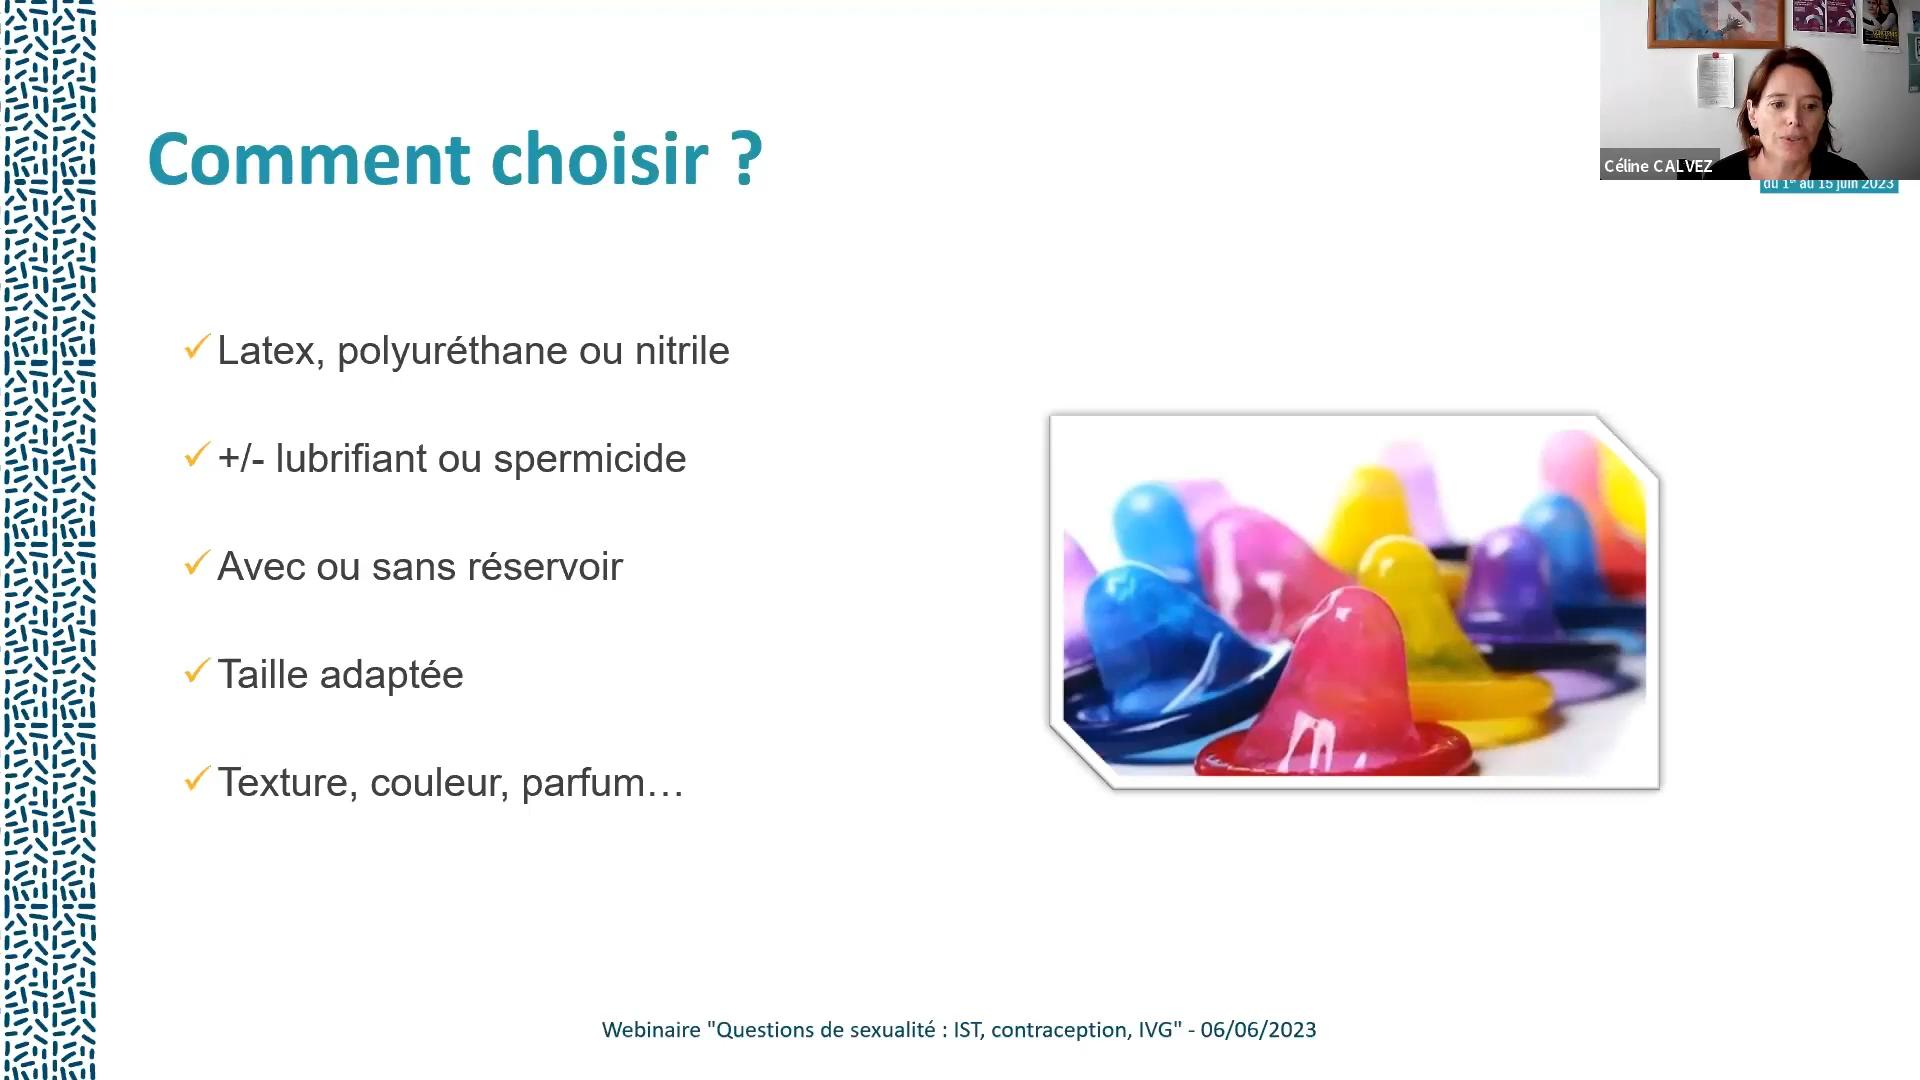 Comment choisir ?
Céline CALVEZ
du 1er au 15 juin 2023
Latex, polyuréthane ou nitrile
+/- lubrifiant ou spermicide
Avec ou sans réservoir
Taille adaptée
Texture, couleur, parfum…
Webinaire "Questions de sexualité : IST, contraception, IVG" - 06/06/2023